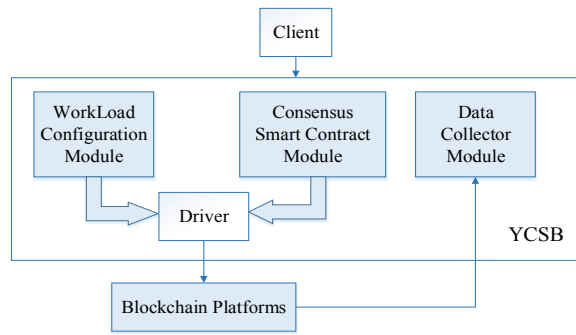 Client
WorkLoad
Configuration
Module
Consensus
Smart Contract
Module
Data
Collector
Module
Driver
YCSB
Blockchain Platforms